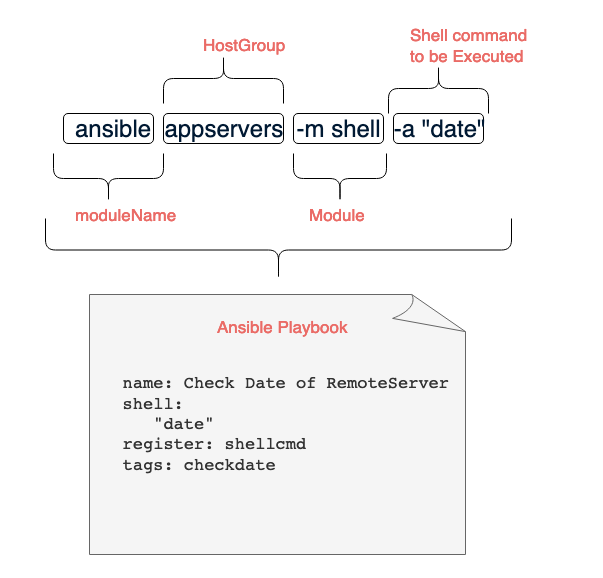 Shell command
to be Executed
HostGroup
ansible appservers -m shell -a "date"
moduleName
Module
Ansible Playbook
name: Check Date of RemoteServer
shell:
"date"
register: shellcmd
tags: checkdate